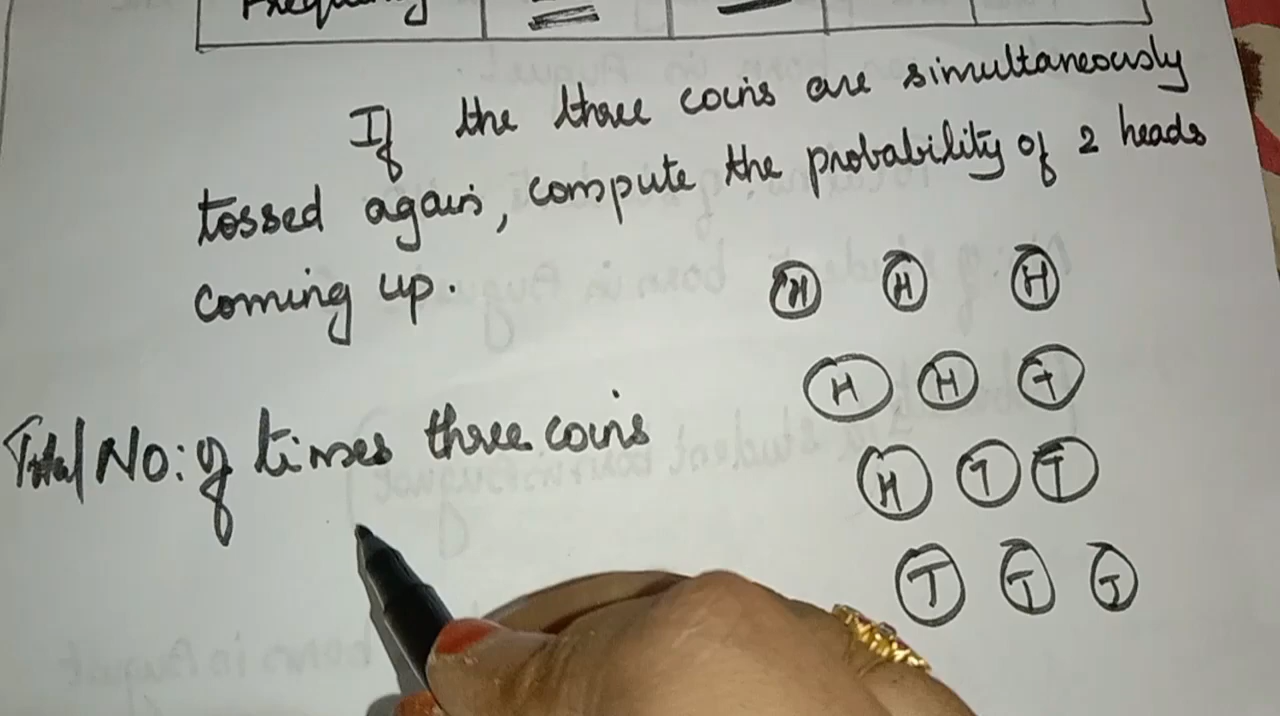 Frequency
If the three coins are simultaneously
tossed again, compute the probability of 2 heads
coming up.
H H H
H H T
Total No: of times three coins
H T T
T T T